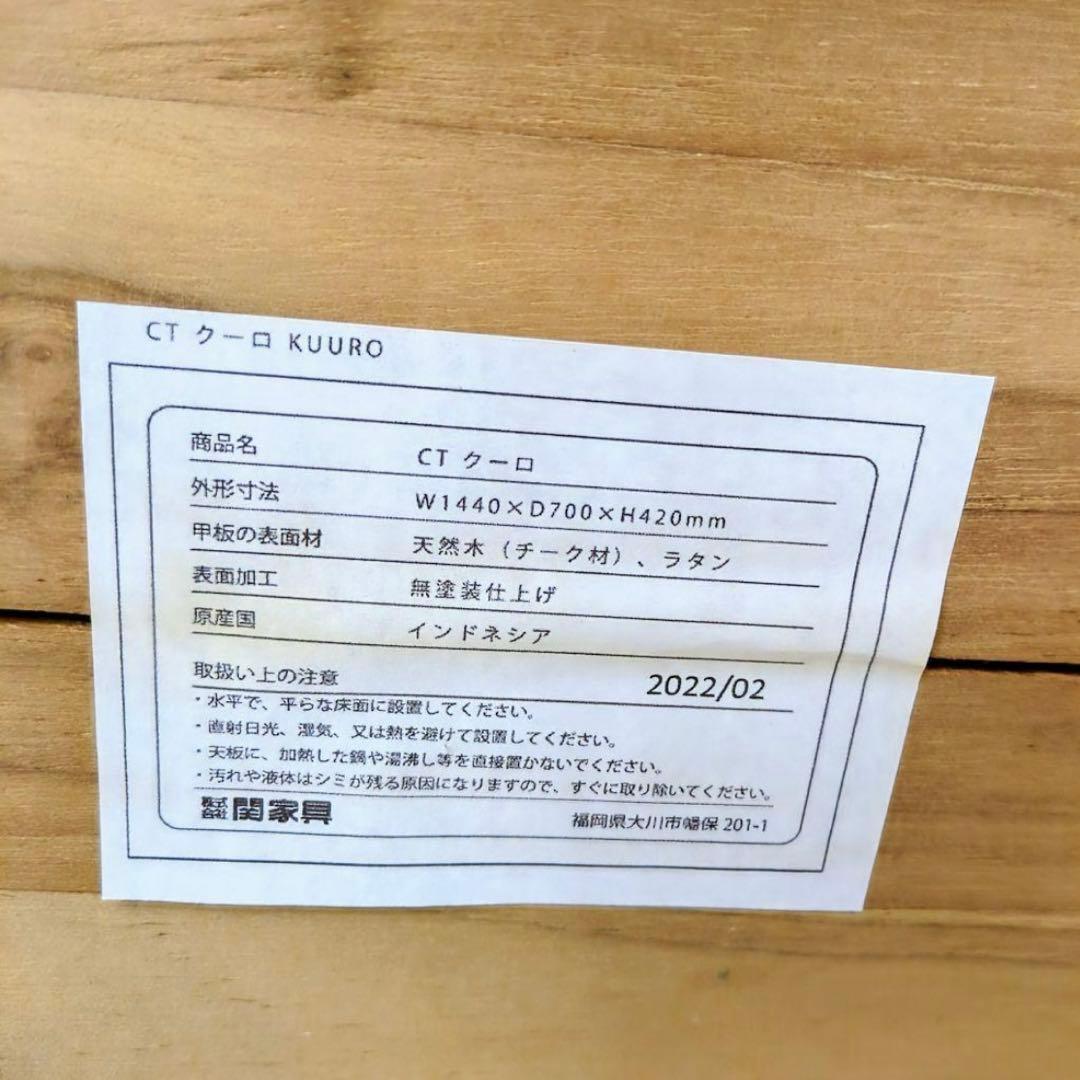 CT クーロ KUURO
商品名 CT クーロ
外形寸法 W1440×D700×H420mm
甲板の表面材 天然木（チーク材）、ラタン
表面加工 無塗装仕上げ
原産国 インドネシア
取扱い上の注意 2022/02
・水平で、平らな床面に設置してください。
・直射日光、湿気、又は熱を避けて設置してください。
・天板に、加熱した鍋や湯沸し等を直接置かないでください。
・汚れや液体はシミが残る原因になりますので、すぐに取り除いてください。
株式会社 関家具 福岡県大川市幡保 201-1